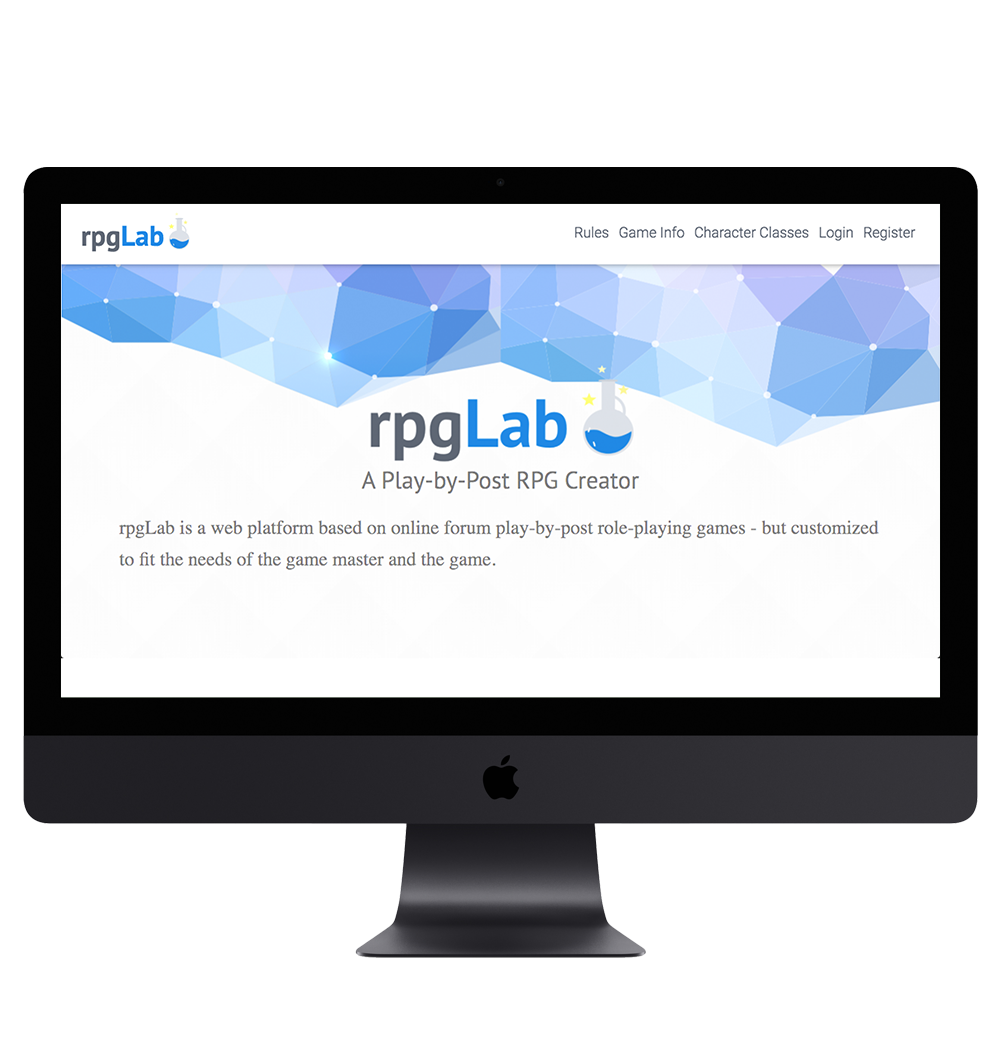 rpgLab
Rules Game Info Character Classes Login Register
rpgLab
A Play-by-Post RPG Creator
rpgLab is a web platform based on online forum play-by-post role-playing games - but customized
to fit the needs of the game master and the game.